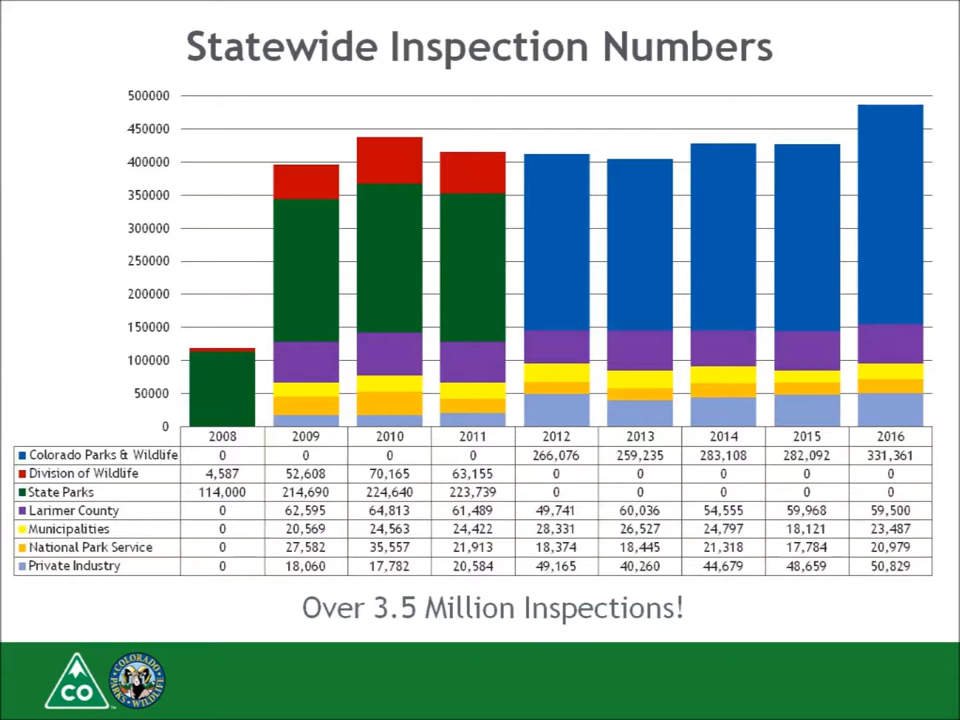 Statewide Inspection Numbers
500000
450000
400000
350000
300000
250000
200000
150000
100000
50000
0
2008 2009 2010 2011 2012 2013 2014 2015 2016
Colorado Parks & Wildlife 0 0 0 0 266,076 259,235 283,108 282,092 331,361
Division of Wildlife 4,587 52,608 70,165 63,155 0 0 0 0 0
State Parks 114,000 214,690 224,640 223,739 0 0 0 0 0
Larimer County 0 62,595 64,813 61,489 49,741 60,036 54,555 59,968 59,500
Municipalities 0 20,569 24,563 24,422 28,331 26,527 24,797 18,121 23,487
National Park Service 0 27,582 35,557 21,913 18,374 18,445 21,318 17,784 20,979
Private Industry 0 18,060 17,782 20,584 49,165 40,260 44,679 48,659 50,829
Over 3.5 Million Inspections!
CO
COLORADO
PARKS & WILDLIFE